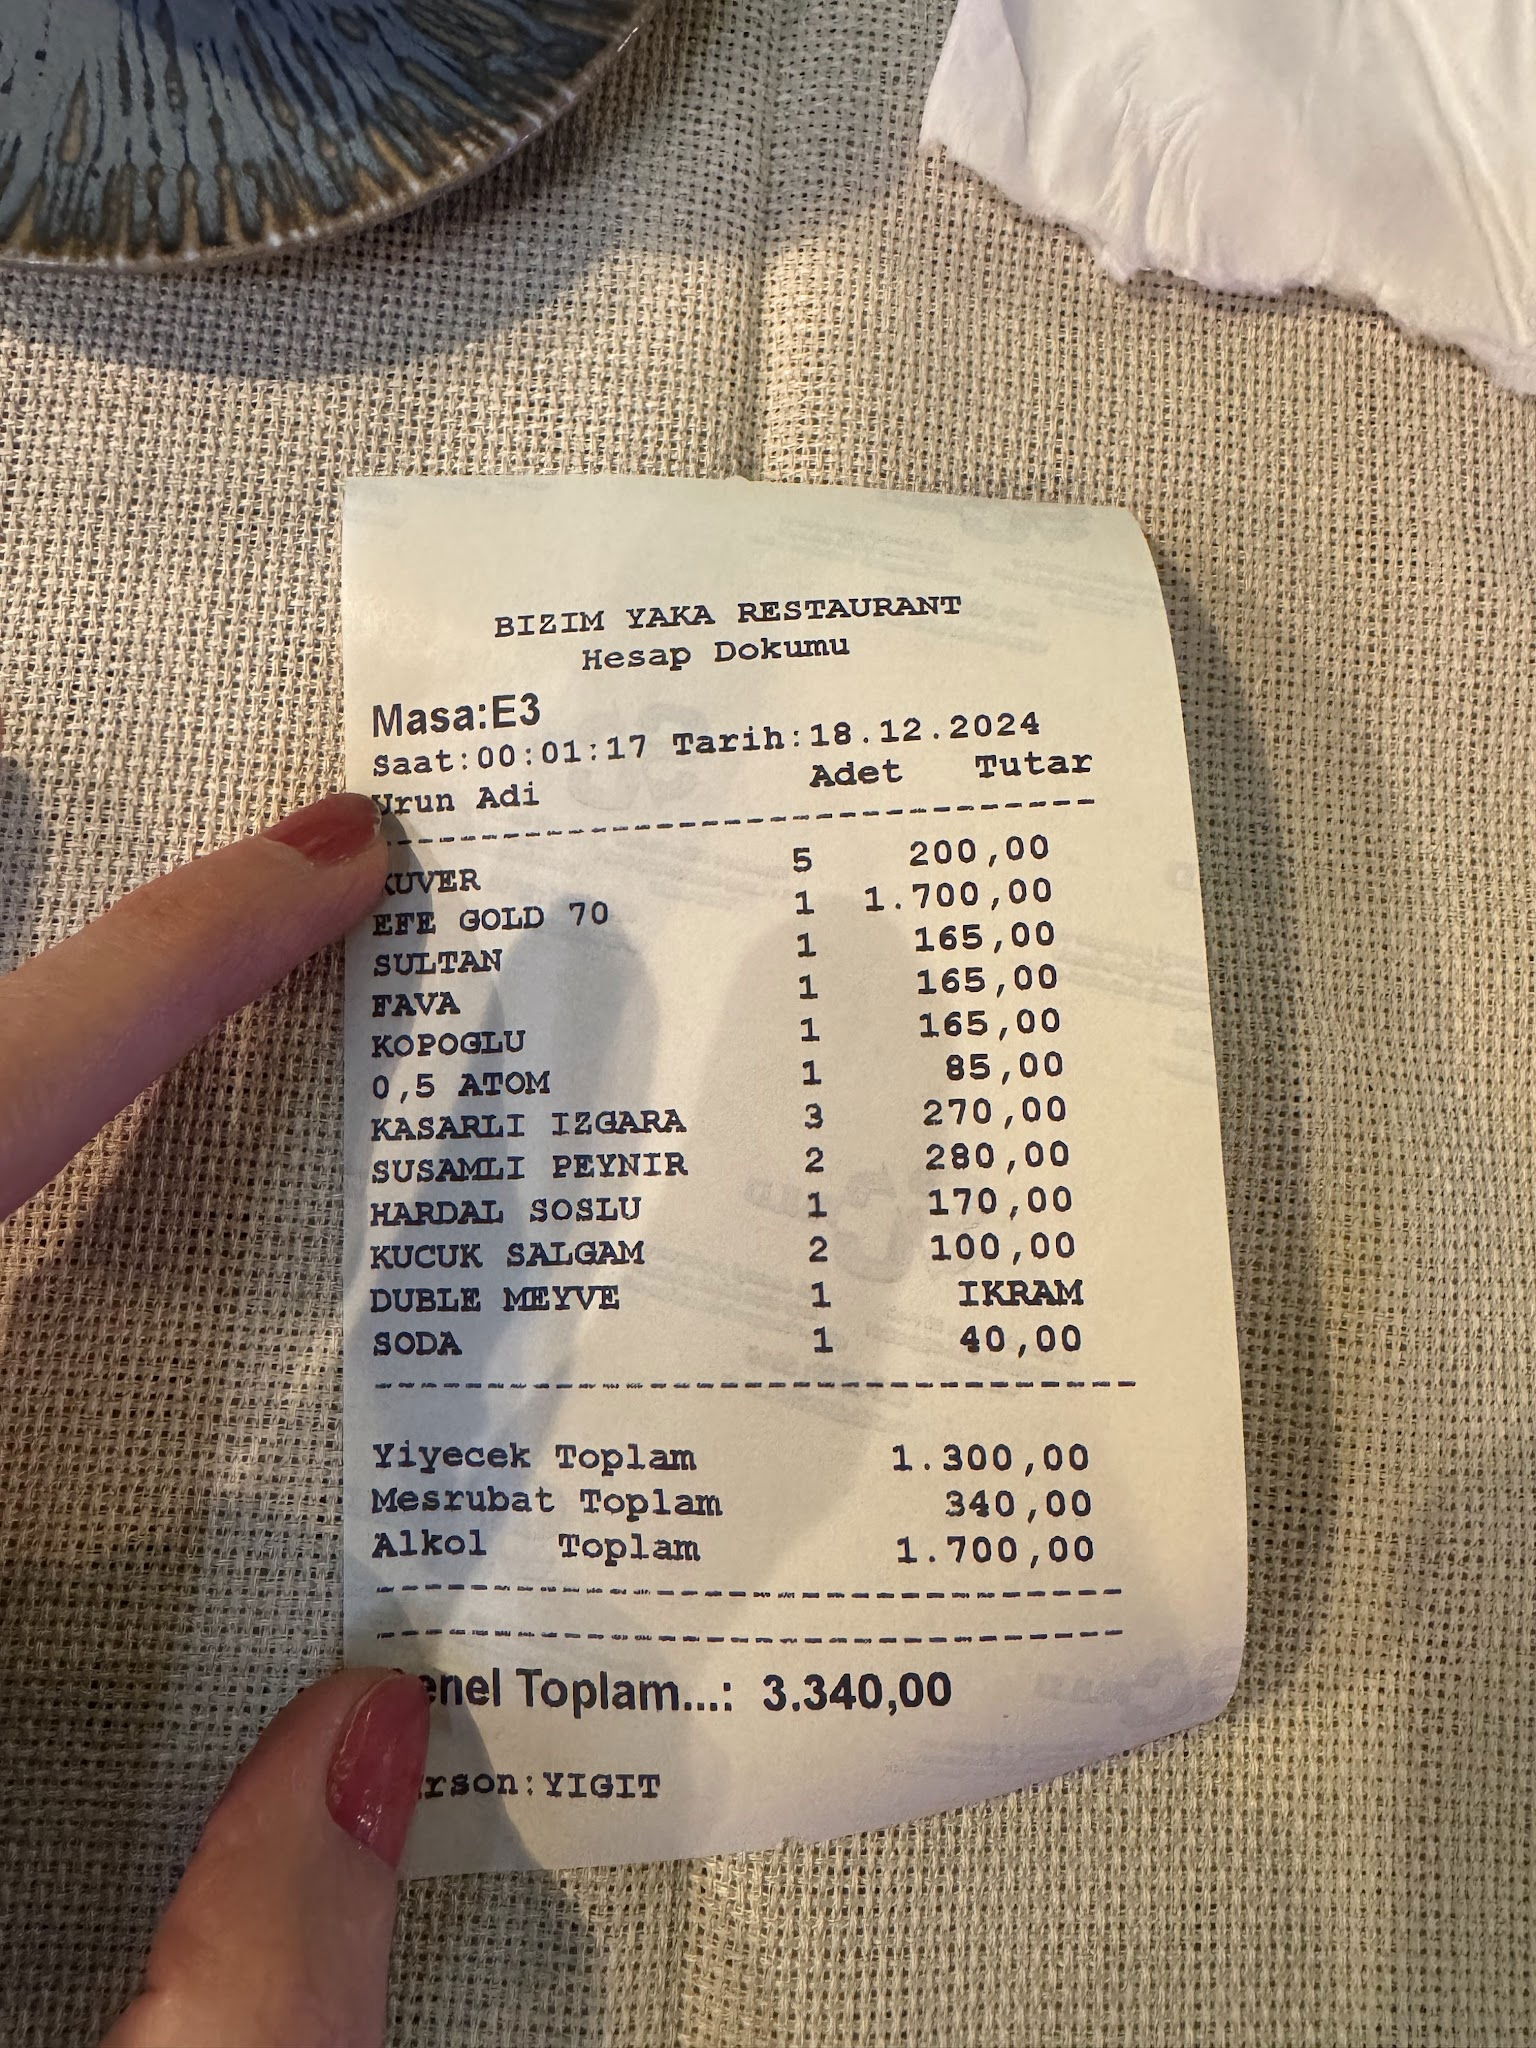 BIZIM YAKA RESTAURANT
Hesap Dokumu
Masa:E3
Saat:00:01:17 Tarih:18.12.2024
Urun Adi Adet Tutar
KUVER 5 200,00
EFE GOLD 70 1 1.700,00
SULTAN 1 165,00
FAVA 1 165,00
KOPOGLU 1 165,00
0,5 ATOM 1 85,00
KASARLI IZGARA 3 270,00
SUSAMLI PEYNIR 2 280,00
HARDAL SOSLU 1 170,00
KUCUK SALGAM 2 100,00
DUBLE MEYVE 1 IKRAM
SODA 1 40,00
Yiyecek Toplam 1.300,00
Mesrubat Toplam 340,00
Alkol Toplam 1.700,00
Genel Toplam...: 3.340,00
Garson:YIGIT